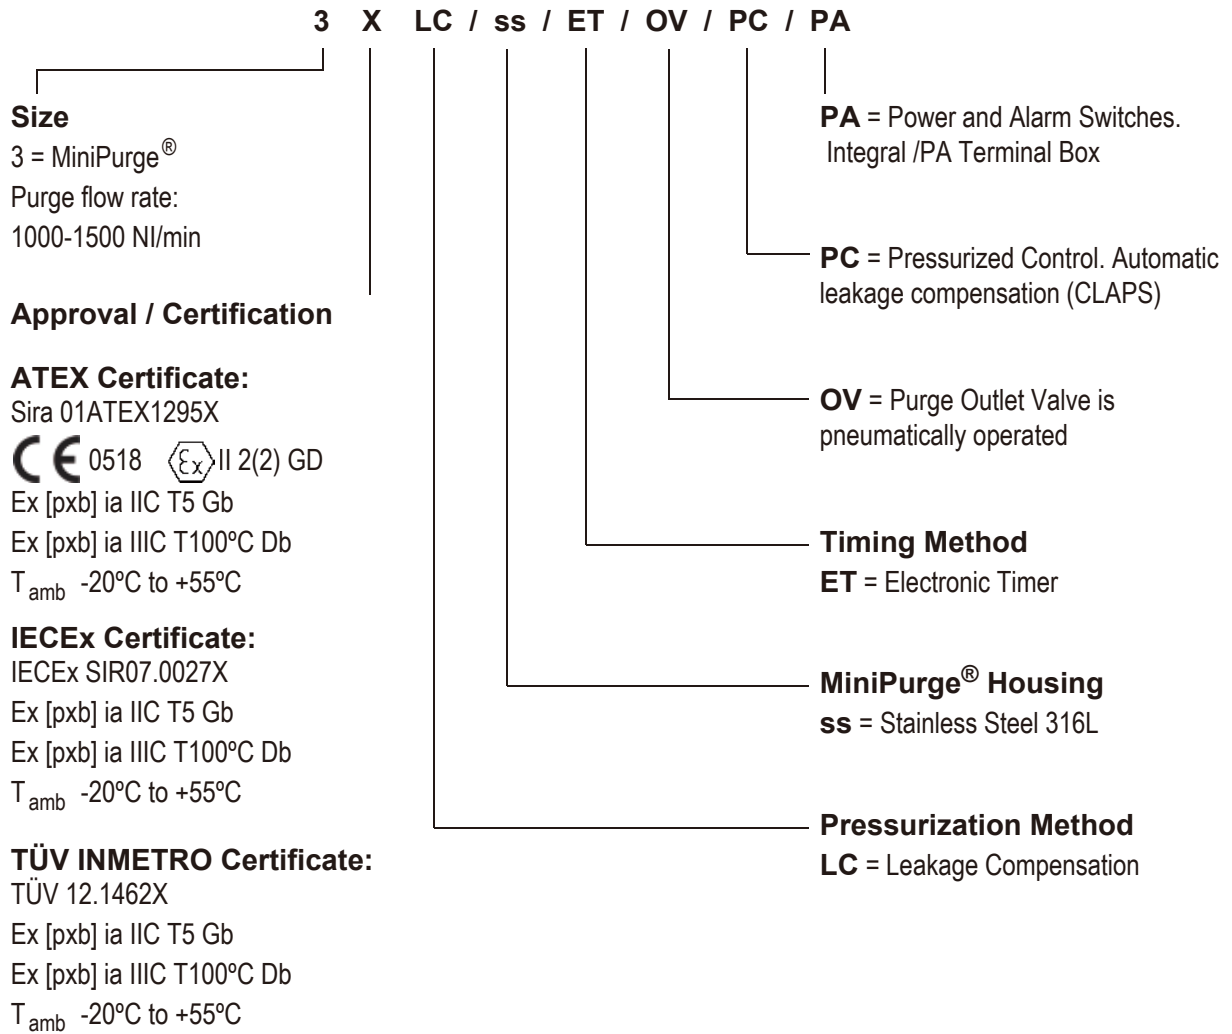 3 X LC / ss / ET / OV / PC / PA
Size
3 = MiniPurge®
Purge flow rate:
1000-1500 Nl/min
Approval / Certification
ATEX Certificate:
Sira 01ATEX1295X
CE 0518 Ex II 2(2) GD
Ex [pxb] ia IIC T5 Gb
Ex [pxb] ia IIIC T100ºC Db
T amb -20ºC to +55ºC
IECEx Certificate:
IECEx SIR07.0027X
Ex [pxb] ia IIC T5 Gb
Ex [pxb] ia IIIC T100ºC Db
T amb -20ºC to +55ºC
TÜV INMETRO Certificate:
TÜV 12.1462X
Ex [pxb] ia IIC T5 Gb
Ex [pxb] ia IIIC T100ºC Db
T amb -20ºC to +55ºC
PA = Power and Alarm Switches.
Integral /PA Terminal Box
PC = Pressurized Control. Automatic
leakage compensation (CLAPS)
OV = Purge Outlet Valve is
pneumatically operated
Timing Method
ET = Electronic Timer
MiniPurge® Housing
ss = Stainless Steel 316L
Pressurization Method
LC = Leakage Compensation